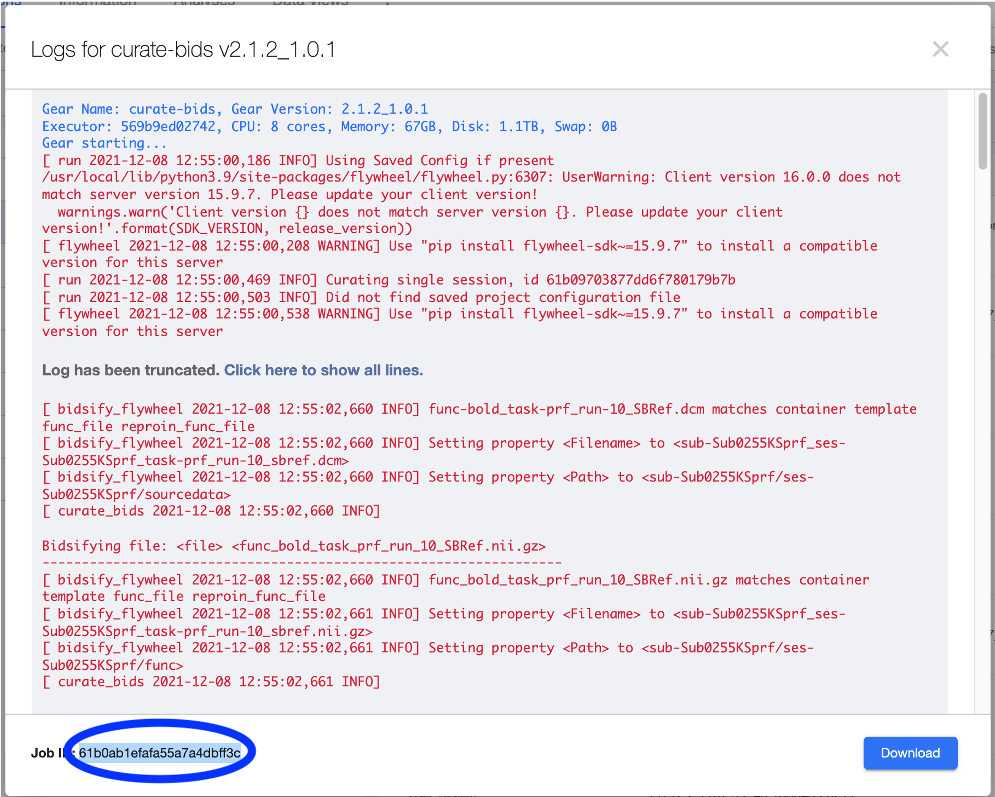 Information Analyses Data Views
Logs for curate-bids v2.1.2_1.0.1
Gear Name: curate-bids, Gear Version: 2.1.2_1.0.1
Executor: 569b9ed02742, CPU: 8 cores, Memory: 67GB, Disk: 1.1TB, Swap: 0B
Gear starting...
[ run 2021-12-08 12:55:00,186 INFO] Using Saved Config if present
/usr/local/lib/python3.9/site-packages/flywheel/flywheel.py:6307: UserWarning: Client version 16.0.0 does not
match server version 15.9.7. Please update your client version!
warnings.warn('Client version {} does not match server version {}. Please update your client
version!'.format(SDK_VERSION, release_version))
[ flywheel 2021-12-08 12:55:00,208 WARNING] Use "pip install flywheel-sdk~=15.9.7" to install a compatible
version for this server
[ run 2021-12-08 12:55:00,469 INFO] Curating single session, id 61b09703877dd6f780179b7b
[ run 2021-12-08 12:55:00,503 INFO] Did not find saved project configuration file
[ flywheel 2021-12-08 12:55:00,538 WARNING] Use "pip install flywheel-sdk~=15.9.7" to install a compatible
version for this server
Log has been truncated. Click here to show all lines.
[ bidsify_flywheel 2021-12-08 12:55:02,660 INFO] func-bold_task-prf_run-10_SBRef.dcm matches container template
func_file reproin_func_file
[ bidsify_flywheel 2021-12-08 12:55:02,660 INFO] Setting property <Filename> to <sub-Sub0255KSprf_ses-
Sub0255KSprf_task-prf_run-10_sbref.dcm>
[ bidsify_flywheel 2021-12-08 12:55:02,660 INFO] Setting property <Path> to <sub-Sub0255KSprf/ses-
Sub0255KSprf/sourcedata>
[ curate_bids 2021-12-08 12:55:02,660 INFO]
Bidsifying file: <file> <func_bold_task_prf_run_10_SBRef.nii.gz>
------------------------------------------------------------------
[ bidsify_flywheel 2021-12-08 12:55:02,660 INFO] func_bold_task_prf_run_10_SBRef.nii.gz matches container
template func_file reproin_func_file
[ bidsify_flywheel 2021-12-08 12:55:02,661 INFO] Setting property <Filename> to <sub-Sub0255KSprf_ses-
Sub0255KSprf_task-prf_run-10_sbref.nii.gz>
[ bidsify_flywheel 2021-12-08 12:55:02,661 INFO] Setting property <Path> to <sub-Sub0255KSprf/ses-
Sub0255KSprf/func>
[ curate_bids 2021-12-08 12:55:02,661 INFO]
Job ID: 61b0ab1efafa55a7a4dbff3c
Download